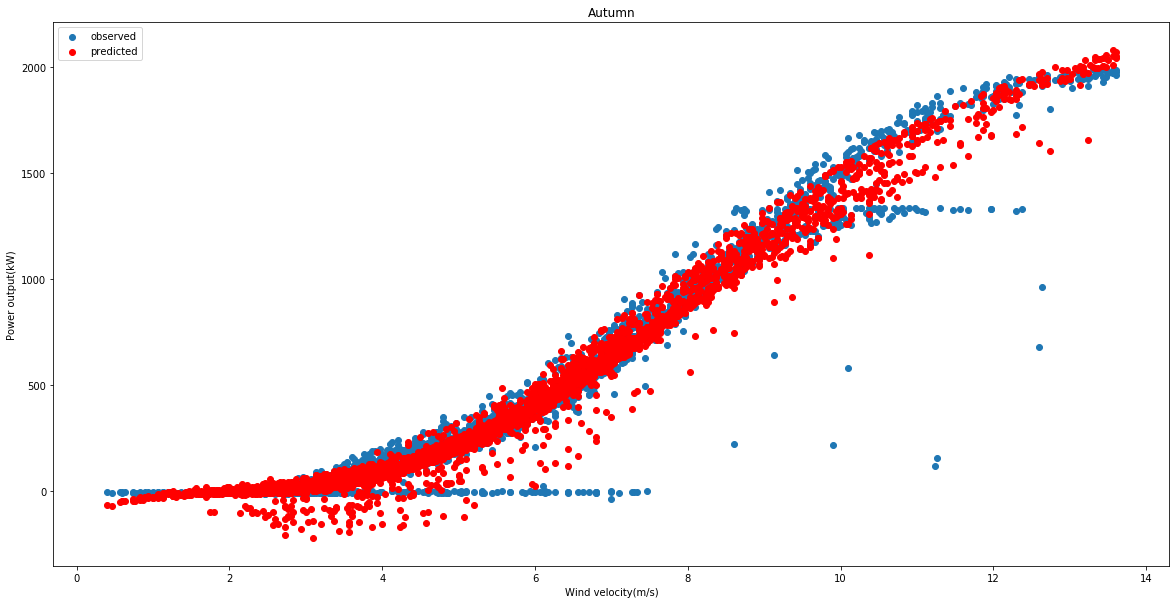 Autumn
observed
predicted
2000
1500
1000
500
0
Power output(kW)
0 2 4 6 8 10 12 14
Wind velocity(m/s)